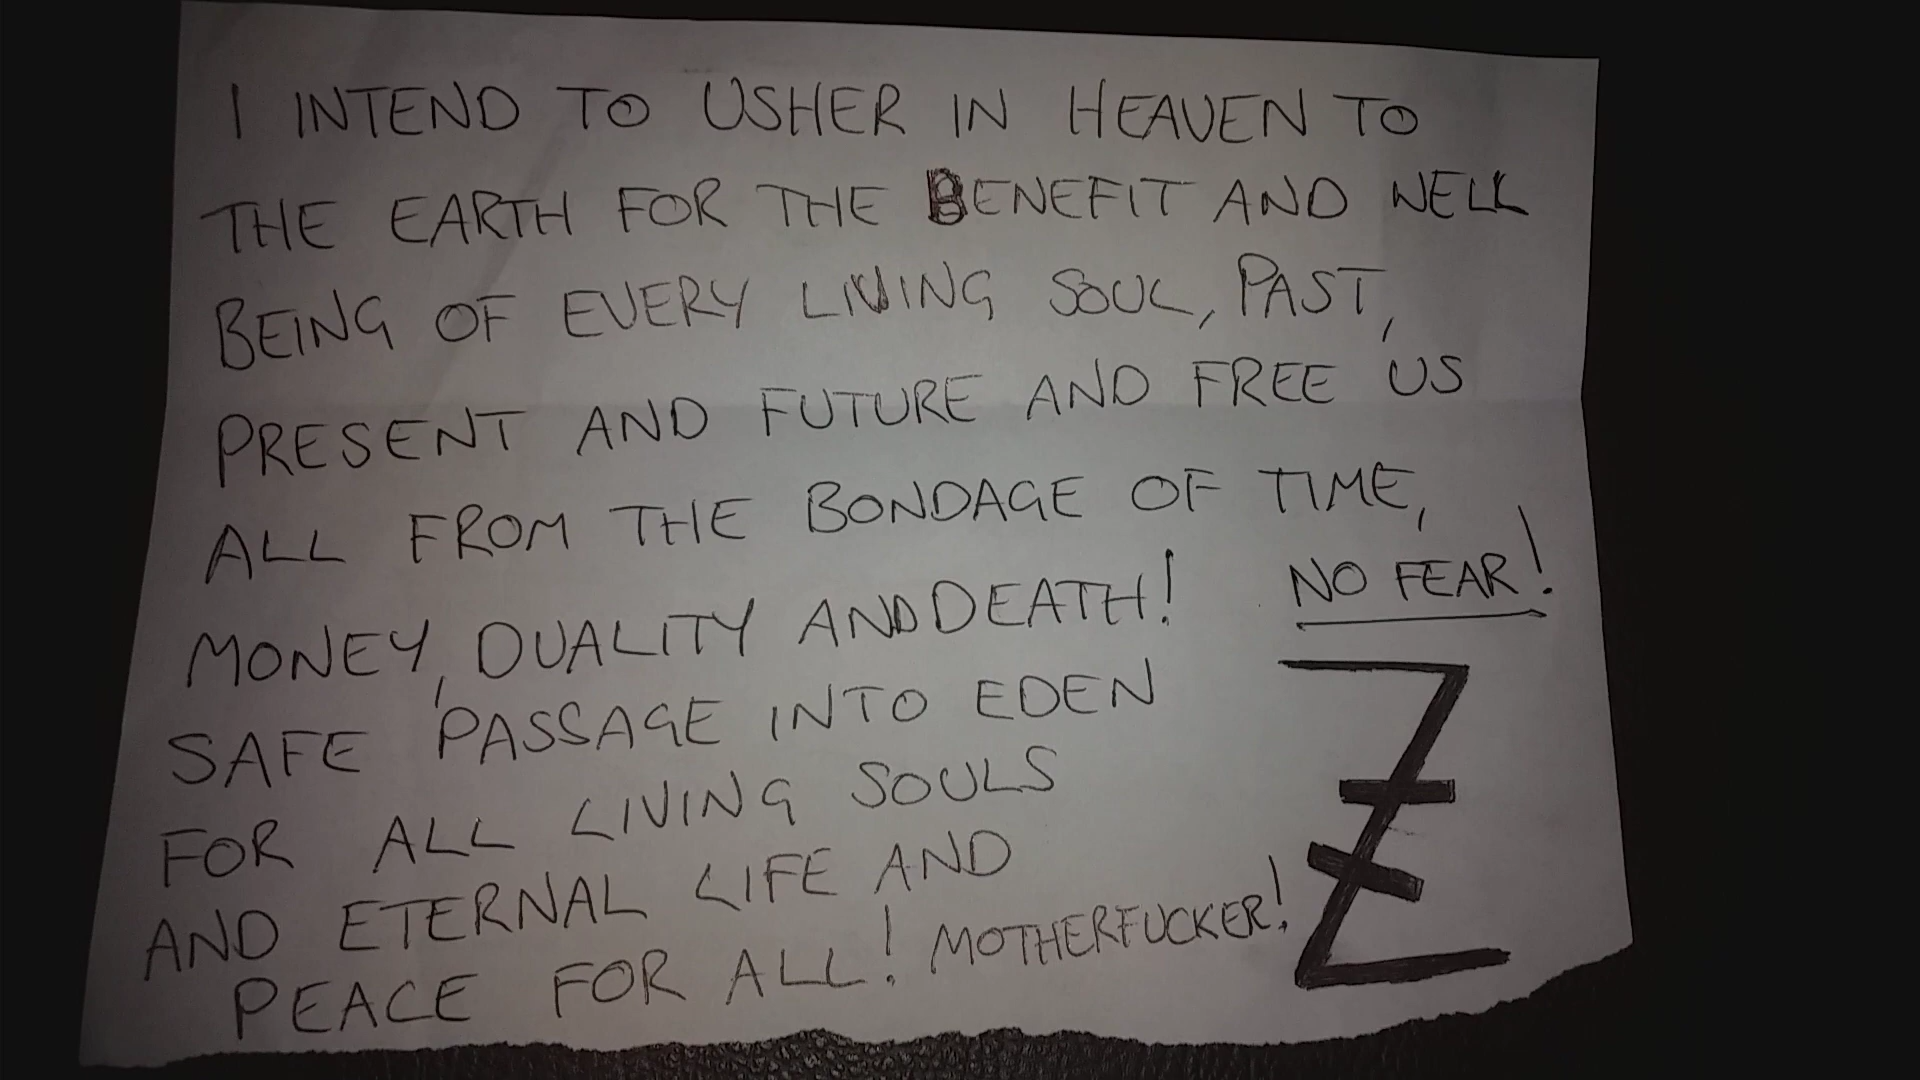 I INTEND TO USHER IN HEAVEN TO
THE EARTH FOR THE BENEFIT AND WELL
BEING OF EVERY LIVING SOUL, PAST,
PRESENT AND FUTURE AND FREE US
ALL FROM THE BONDAGE OF TIME,
MONEY, DUALITY AND DEATH!
NO FEAR!
SAFE PASSAGE INTO EDEN
FOR ALL LIVING SOULS
AND ETERNAL LIFE AND
PEACE FOR ALL! MOTHERFUCKER!
Z